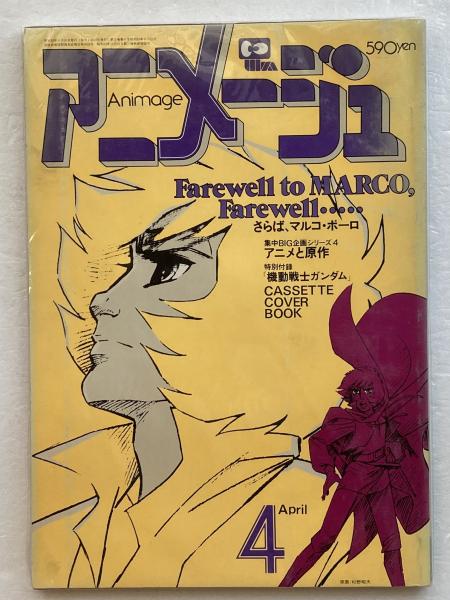 590yen
アニメージュ
Animage
Farewell to MARCO,
Farewell……
さらば、マルコ・ポーロ
集中BIG企画シリーズ4
アニメと原作
特別付録
「機動戦士ガンダム」
CASSETTE
COVER
BOOK
April
4